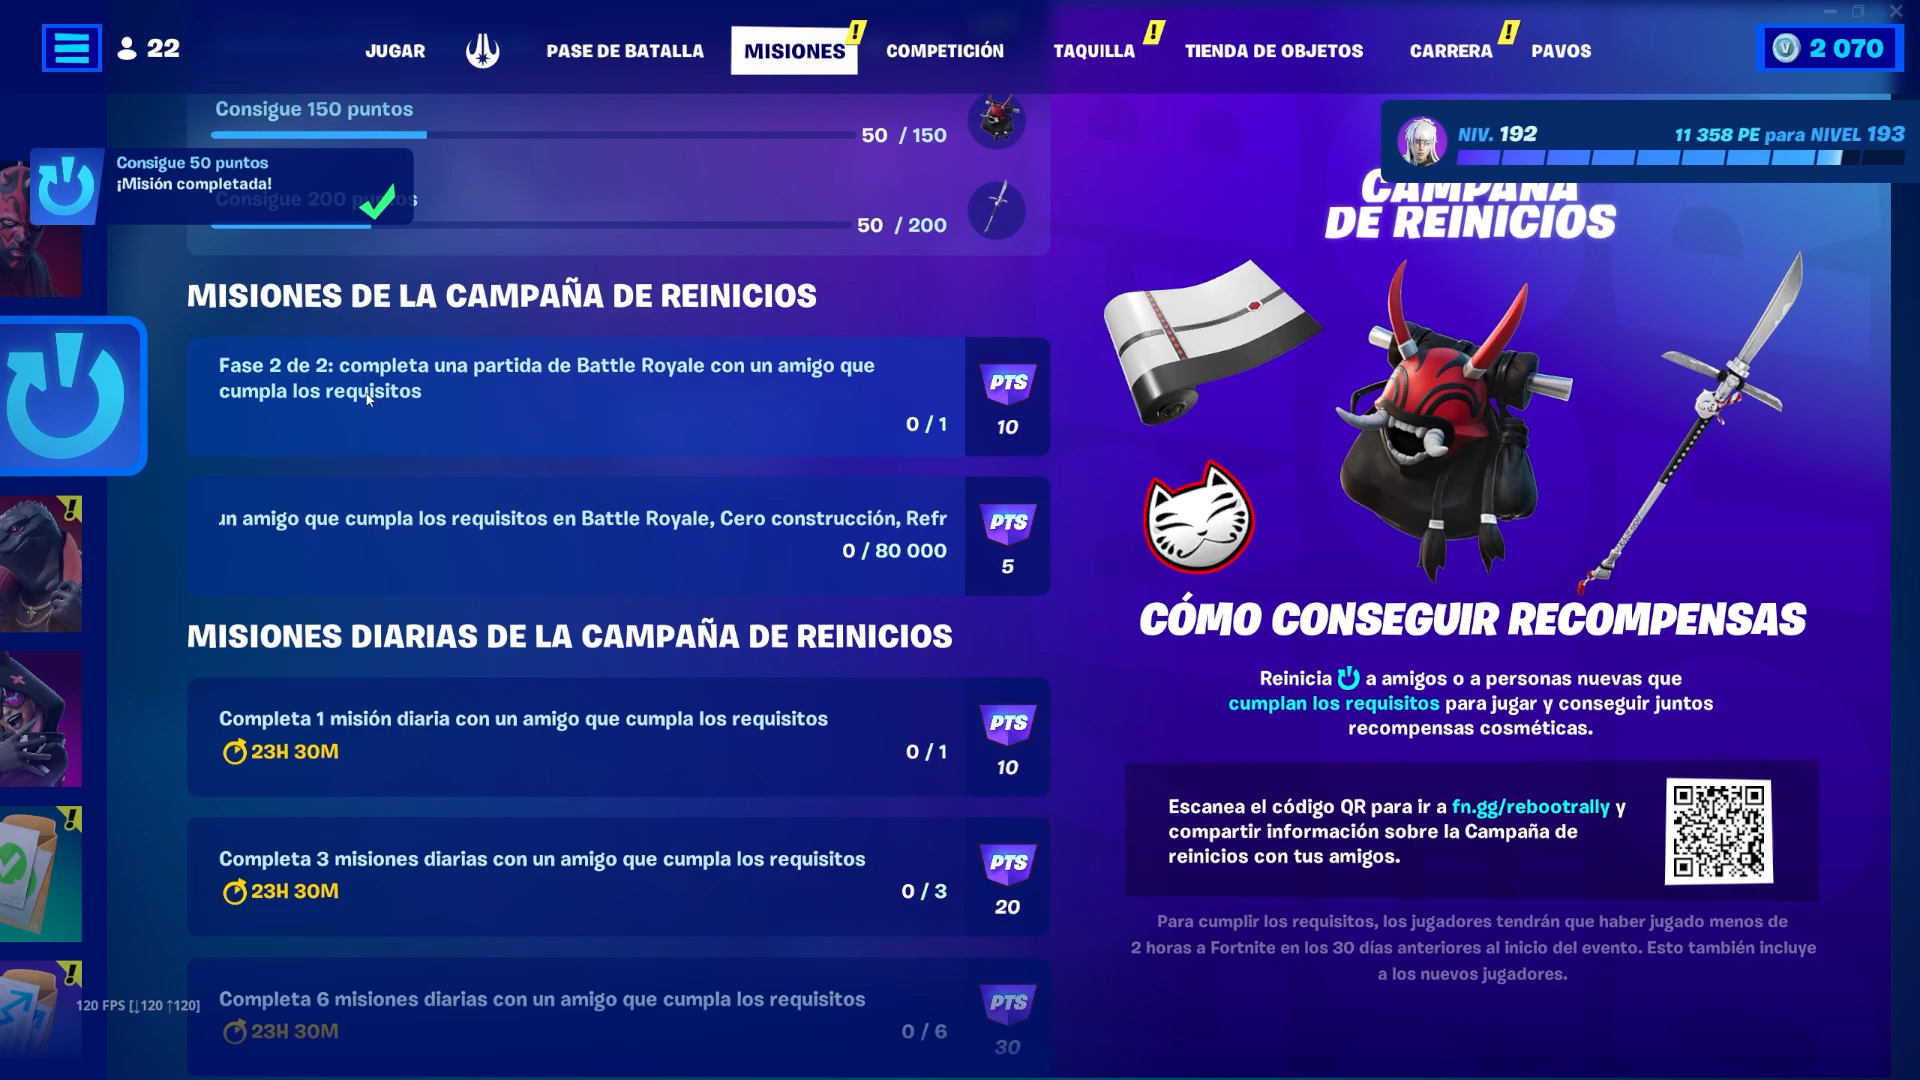 22
JUGAR
PASE DE BATALLA
MISIONES
!
COMPETICIÓN
TAQUILLA
!
TIENDA DE OBJETOS
CARRERA
!
PAVOS
V
2 070
Consigue 150 puntos
50 / 150
Consigue 50 puntos
¡Misión completada!
Consigue 200 puntos
50 / 200
NIV. 192
11 358 PE para NIVEL 193
CAMPAÑA
DE REINICIOS
MISIONES DE LA CAMPAÑA DE REINICIOS
Fase 2 de 2: completa una partida de Battle Royale con un amigo que
cumpla los requisitos
0 / 1
PTS
10
un amigo que cumpla los requisitos en Battle Royale, Cero construcción, Refr
0 / 80 000
PTS
5
MISIONES DIARIAS DE LA CAMPAÑA DE REINICIOS
Completa 1 misión diaria con un amigo que cumpla los requisitos
23H 30M
0 / 1
PTS
10
Completa 3 misiones diarias con un amigo que cumpla los requisitos
23H 30M
0 / 3
PTS
20
Completa 6 misiones diarias con un amigo que cumpla los requisitos
23H 30M
0 / 6
PTS
30
120 FPS [↓120 ↑120]
!
!
!
CÓMO CONSEGUIR RECOMPENSAS
Reinicia a amigos o a personas nuevas que
cumplan los requisitos para jugar y conseguir juntos
recompensas cosméticas.
Escanea el código QR para ir a fn.gg/rebootrally y
compartir información sobre la Campaña de
reinicios con tus amigos.
Para cumplir los requisitos, los jugadores tendrán que haber jugado menos de
2 horas a Fortnite en los 30 días anteriores al inicio del evento. Esto también incluye
a los nuevos jugadores.